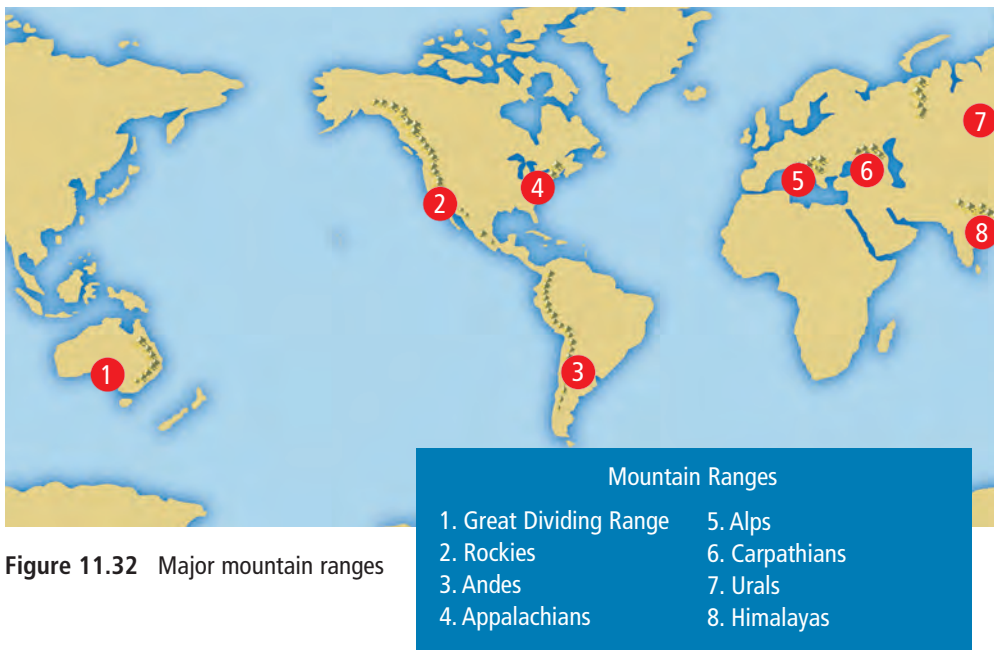 7
5
6
4
2
8
1
3
Mountain Ranges
1. Great Dividing Range
2. Rockies
3. Andes
4. Appalachians
5. Alps
6. Carpathians
7. Urals
8. Himalayas
Figure 11.32 Major mountain ranges